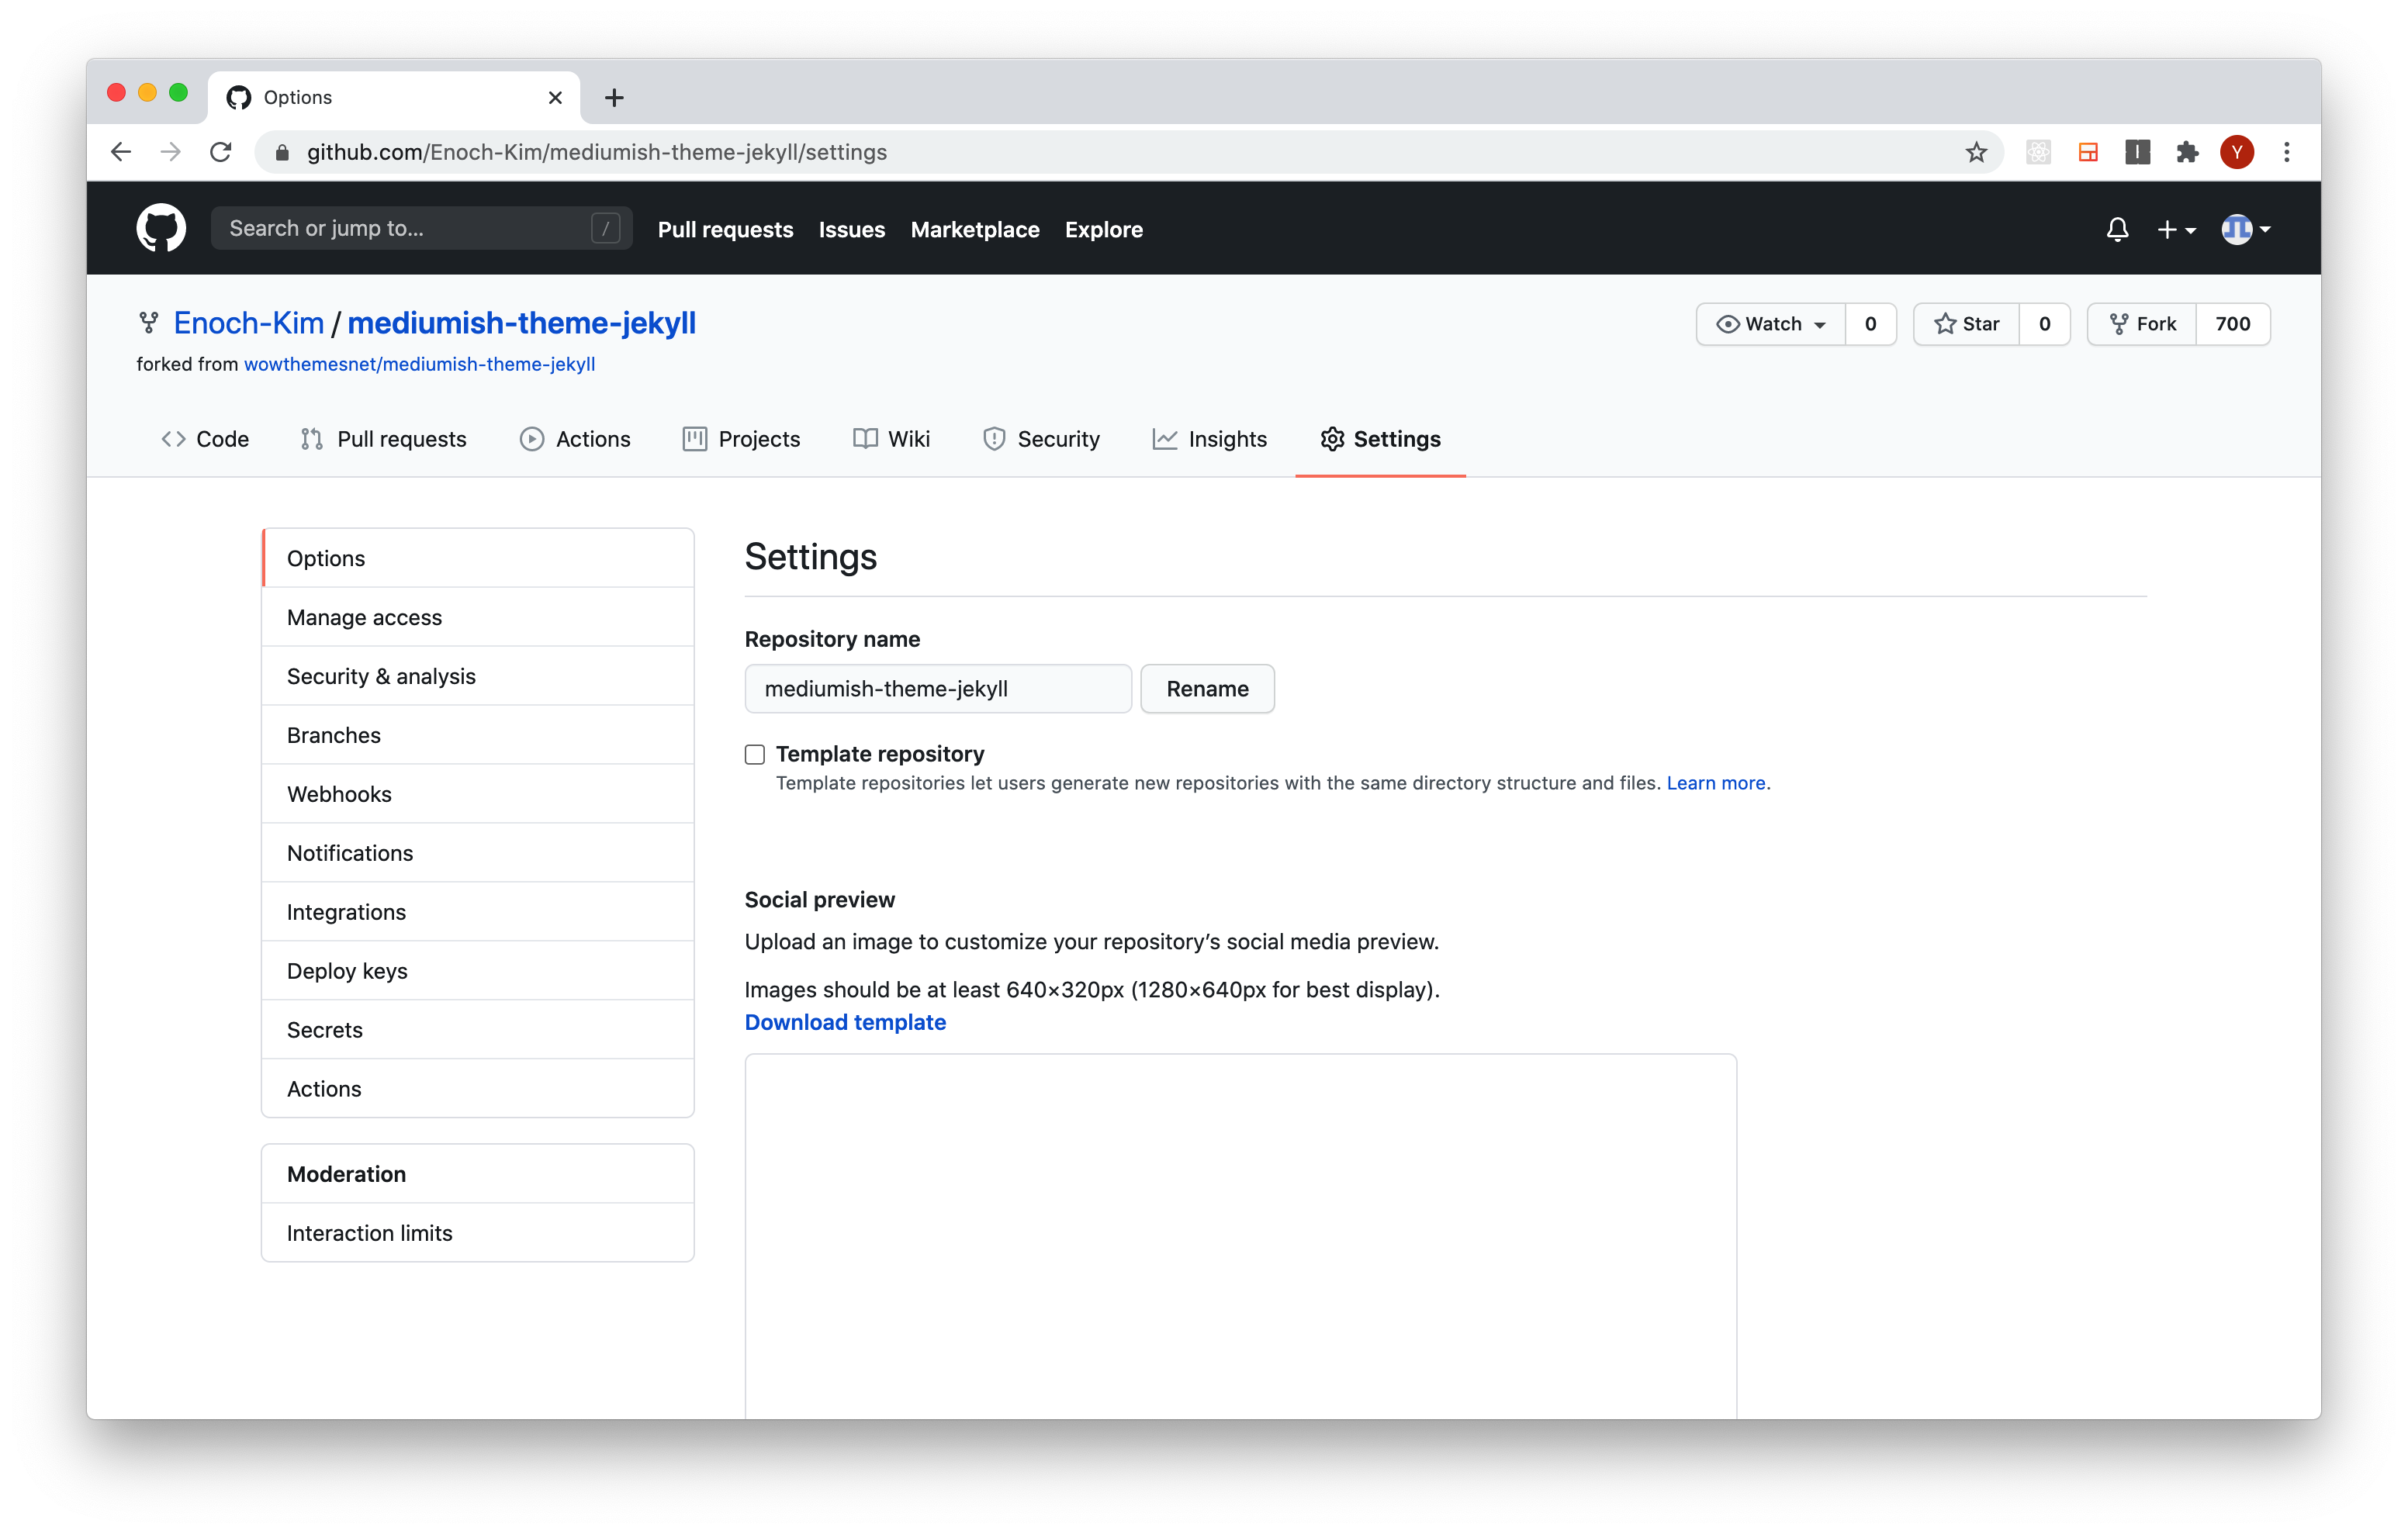 Options
github.com/Enoch-Kim/mediumish-theme-jekyll/settings
Y
Search or jump to... /
Pull requests Issues Marketplace Explore
Enoch-Kim / mediumish-theme-jekyll
Watch 0 Star 0 Fork 700
forked from wowthemesnet/mediumish-theme-jekyll
Code Pull requests Actions Projects Wiki Security Insights Settings
Options
Manage access
Security & analysis
Branches
Webhooks
Notifications
Integrations
Deploy keys
Secrets
Actions
Moderation
Interaction limits
Settings
Repository name
mediumish-theme-jekyll Rename
Template repository
Template repositories let users generate new repositories with the same directory structure and files. Learn more.
Social preview
Upload an image to customize your repository’s social media preview.
Images should be at least 640×320px (1280×640px for best display).
Download template